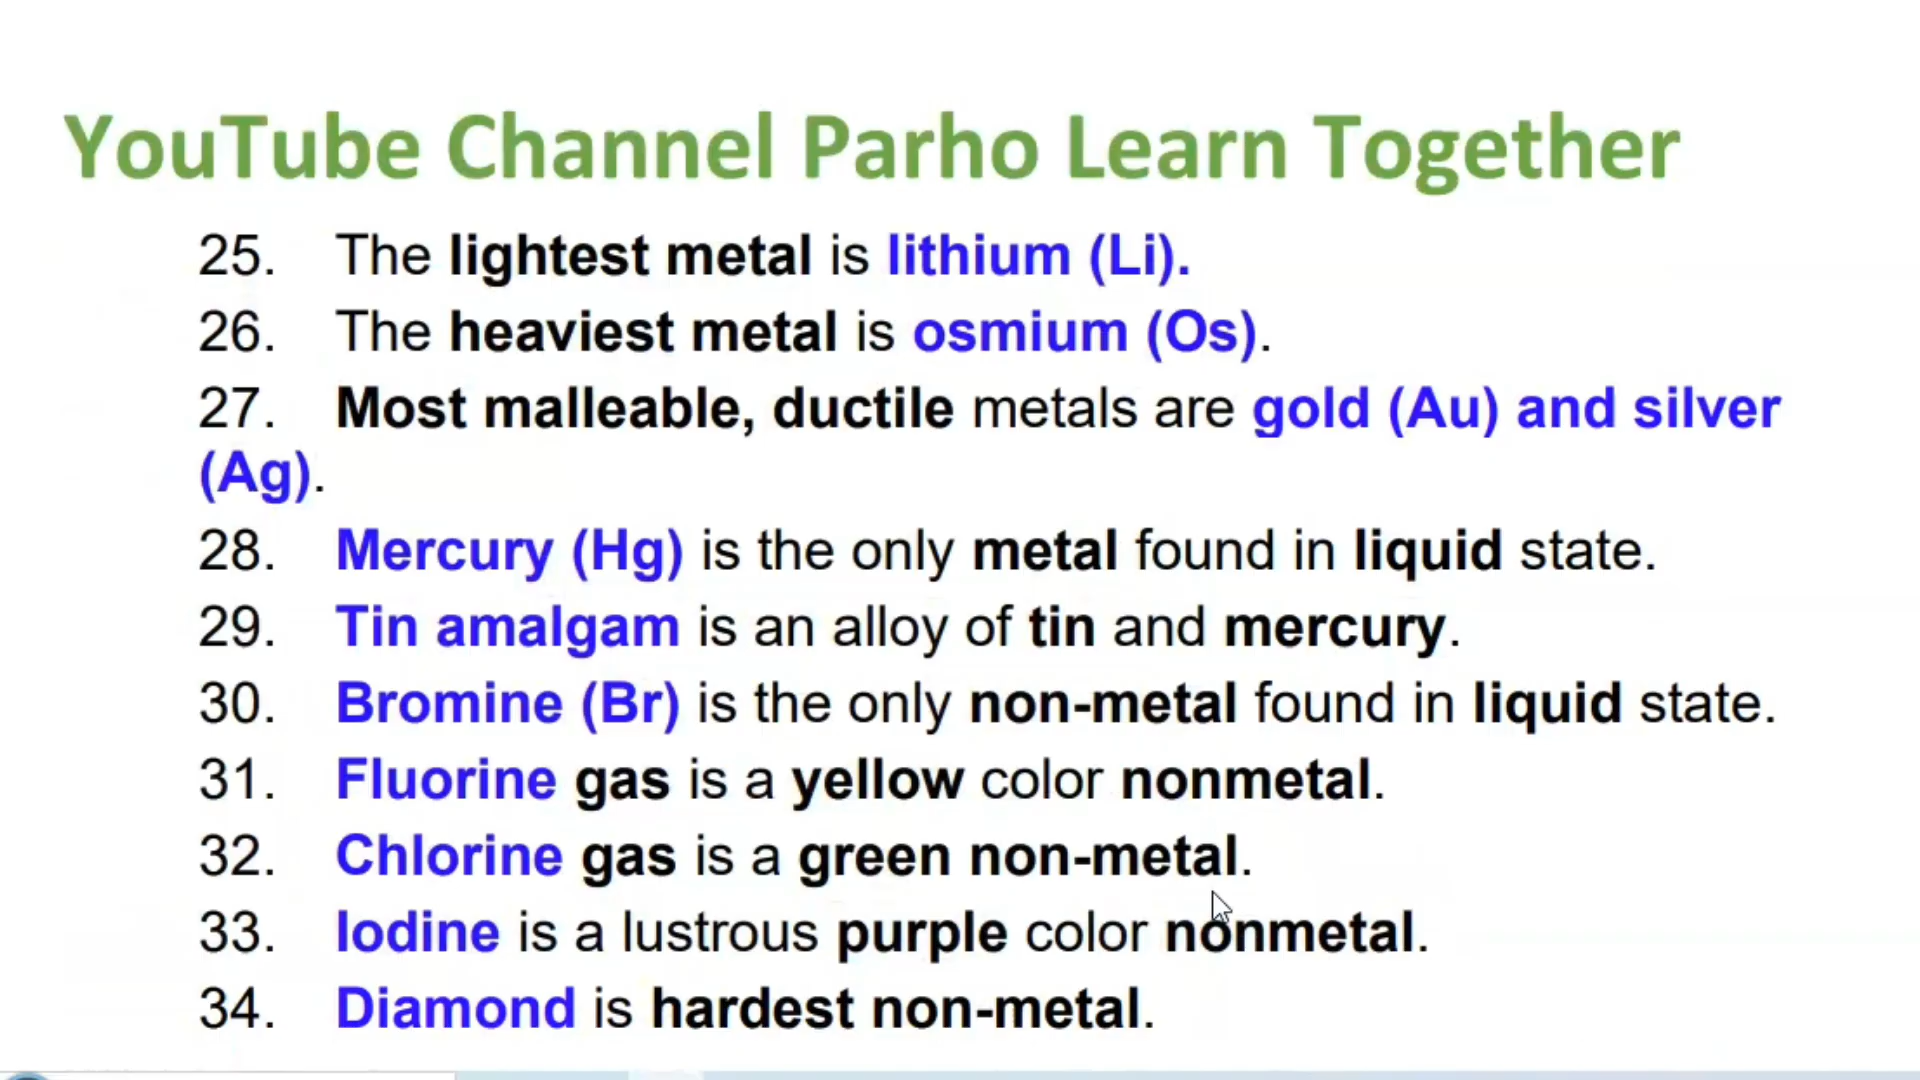 YouTube Channel Parho Learn Together
25. The lightest metal is lithium (Li).
26. The heaviest metal is osmium (Os).
27. Most malleable, ductile metals are gold (Au) and silver
(Ag).
28. Mercury (Hg) is the only metal found in liquid state.
29. Tin amalgam is an alloy of tin and mercury.
30. Bromine (Br) is the only non-metal found in liquid state.
31. Fluorine gas is a yellow color nonmetal.
32. Chlorine gas is a green non-metal.
33. Iodine is a lustrous purple color nonmetal.
34. Diamond is hardest non-metal.